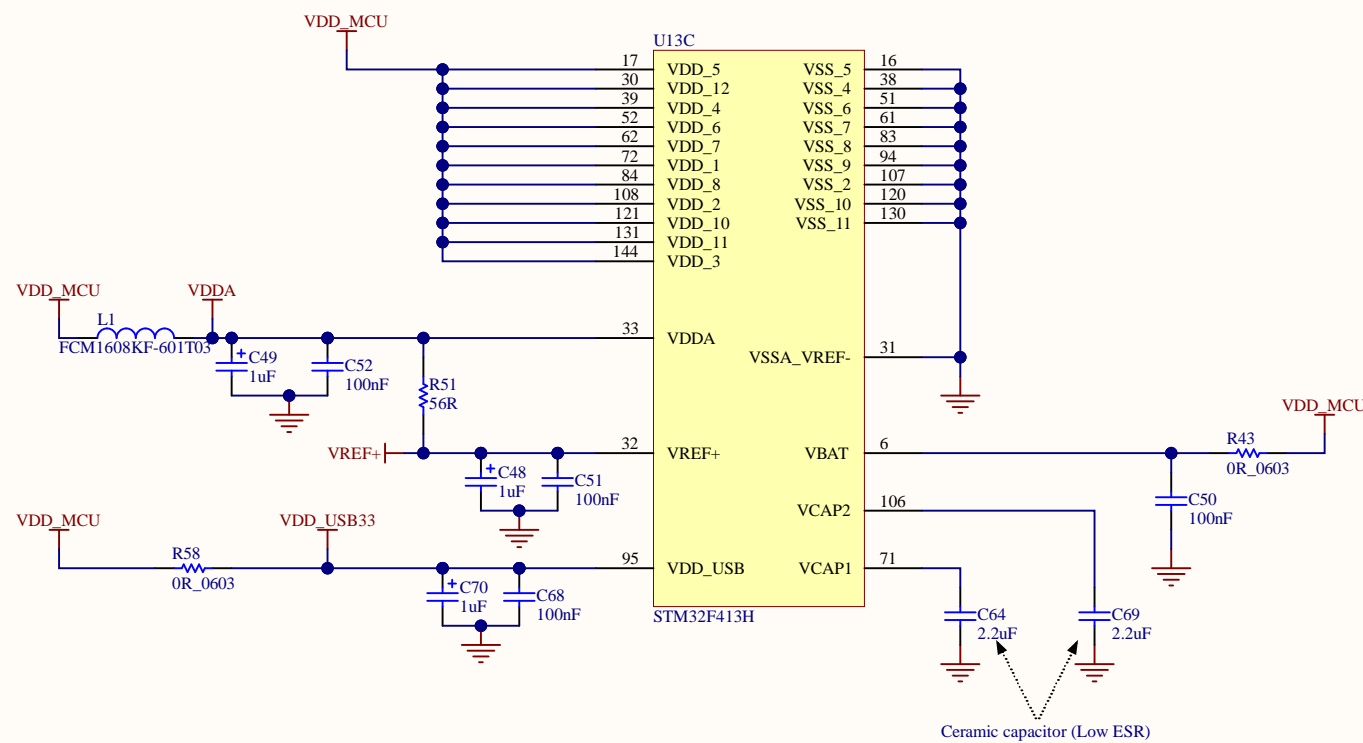 VDD_MCU
U13C
17 VDD_5 VSS_5 16
30 VDD_12 VSS_4 38
39 VDD_4 VSS_6 51
52 VDD_6 VSS_7 61
62 VDD_7 VSS_8 83
72 VDD_1 VSS_9 94
84 VDD_8 VSS_2 107
108 VDD_2 VSS_10 120
121 VDD_10 VSS_11 130
131 VDD_11
144 VDD_3
VDD_MCU VDDA
L1
FCM1608KF-601T03
33 VDDA
VSSA_VREF- 31
+ C49
1uF
C52
100nF
R51
56R
VREF+
32 VREF+
VBAT 6
R43
0R_0603
VDD_MCU
+ C48
1uF
C51
100nF
C50
100nF
VCAP2 106
VDD_MCU VDD_USB33
R58
0R_0603
95 VDD_USB
VCAP1 71
+ C70
1uF
C68
100nF
STM32F413H
C64
2.2uF
C69
2.2uF
Ceramic capacitor (Low ESR)